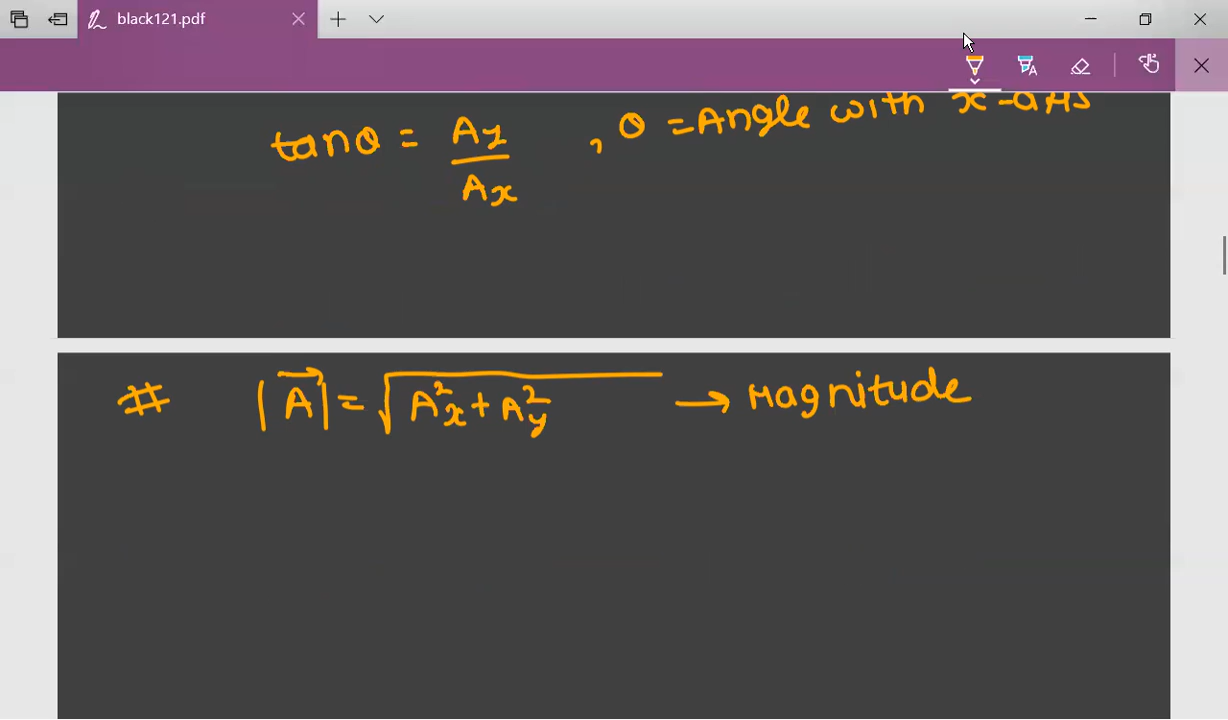 black121.pdf
tanθ = Ay/Ax , θ = Angle with x-axis
# |A⃗| = √(A²x + A²y) → Magnitude